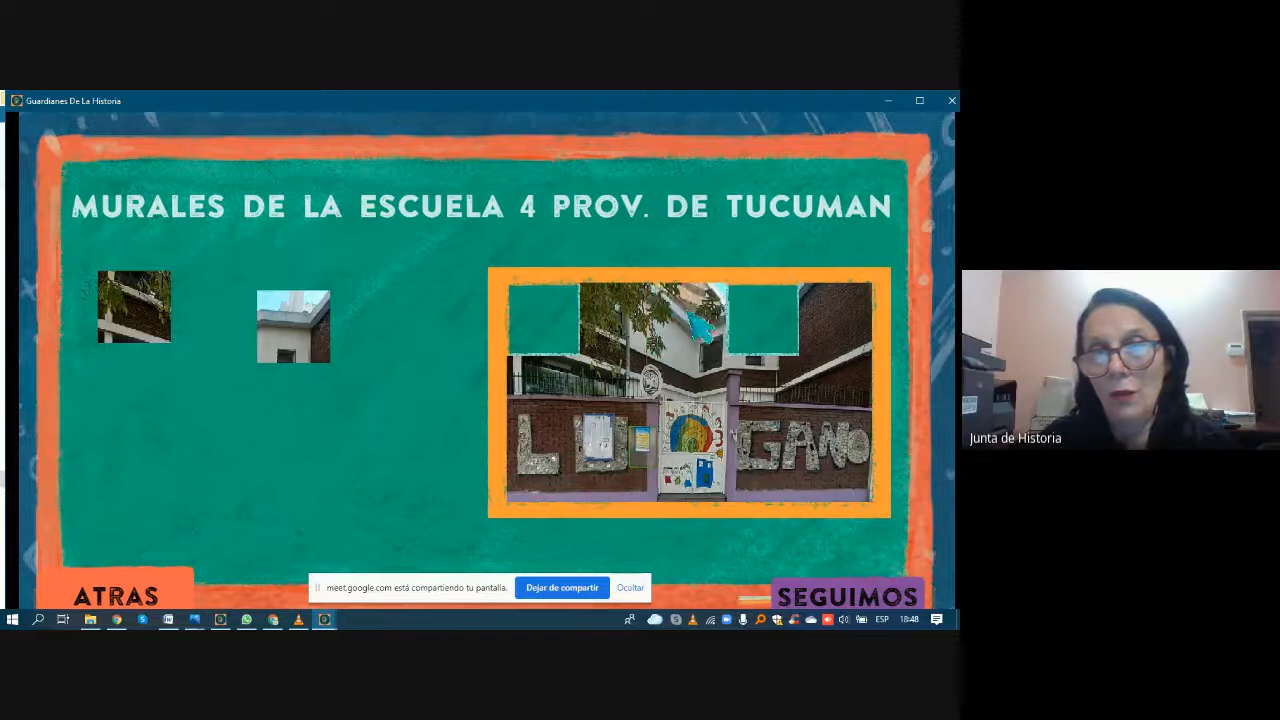 Guardianes De La Historia
MURALES DE LA ESCUELA 4 PROV. DE TUCUMAN
GANO
ATRAS
meet.google.com está compartiendo tu pantalla.
Dejar de compartir
Ocultar
SEGUIMOS
ESP
18:48
Junta de Historia